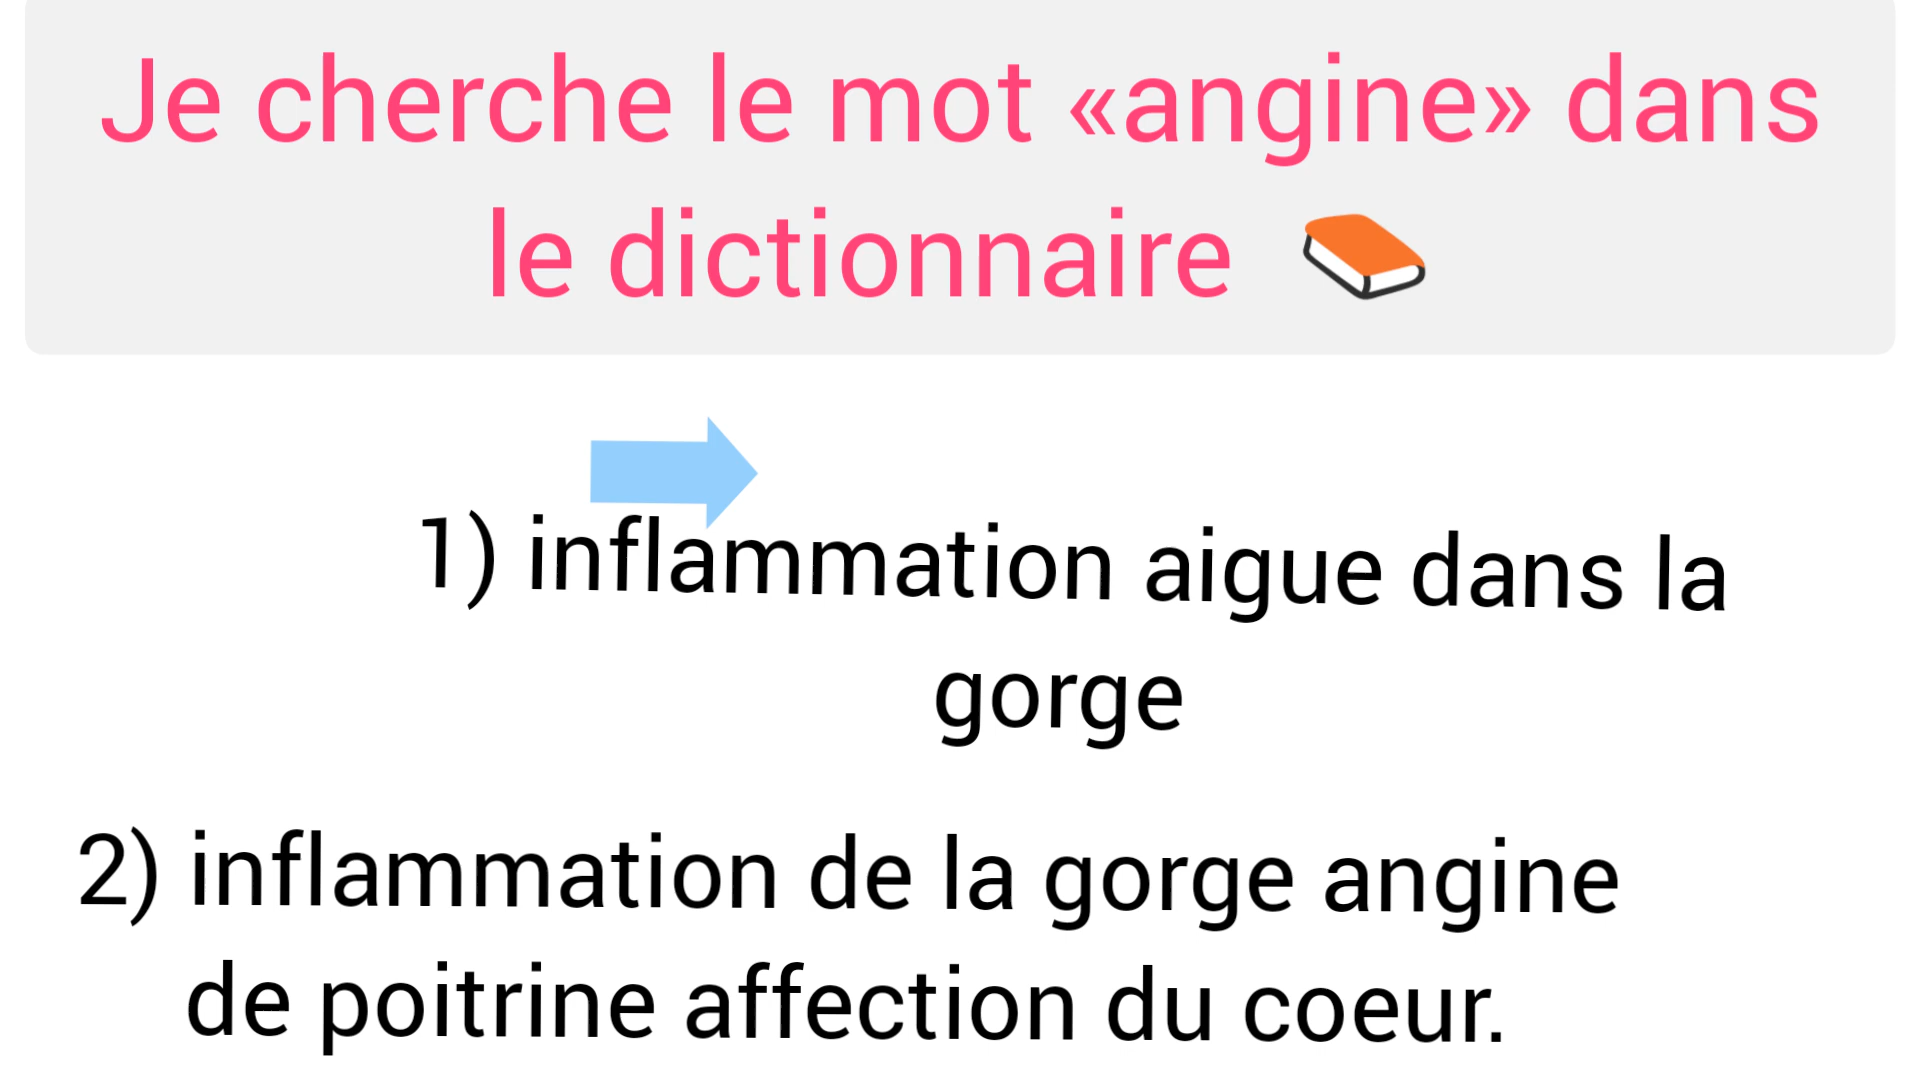 Je cherche le mot «angine» dans
le dictionnaire
1) inflammation aigue dans la
gorge
2) inflammation de la gorge angine
de poitrine affection du coeur.